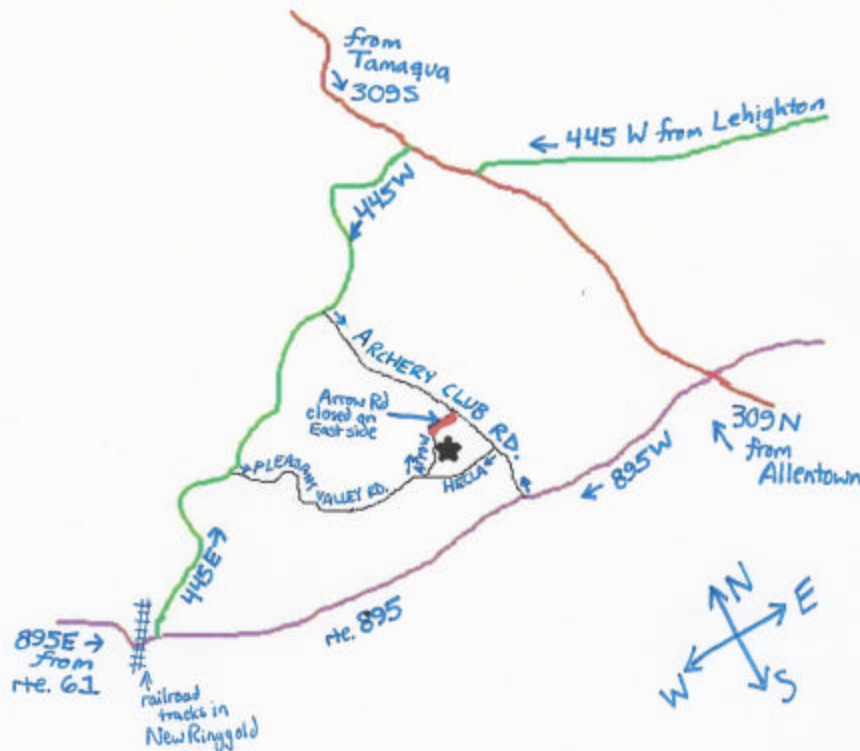 from
Tamaqua
309S
← 445 W from Lehighton
445W
ARCHERY CLUB RD.
Arrow Rd
closed on
East side
309N
from
Allentown
895W
PLEASANT
VALLEY RD.
Arrow
HECLA
445E
rte. 895
895E →
from
rte. 61
railroad
tracks in
New Ringgold
N
E
W
S